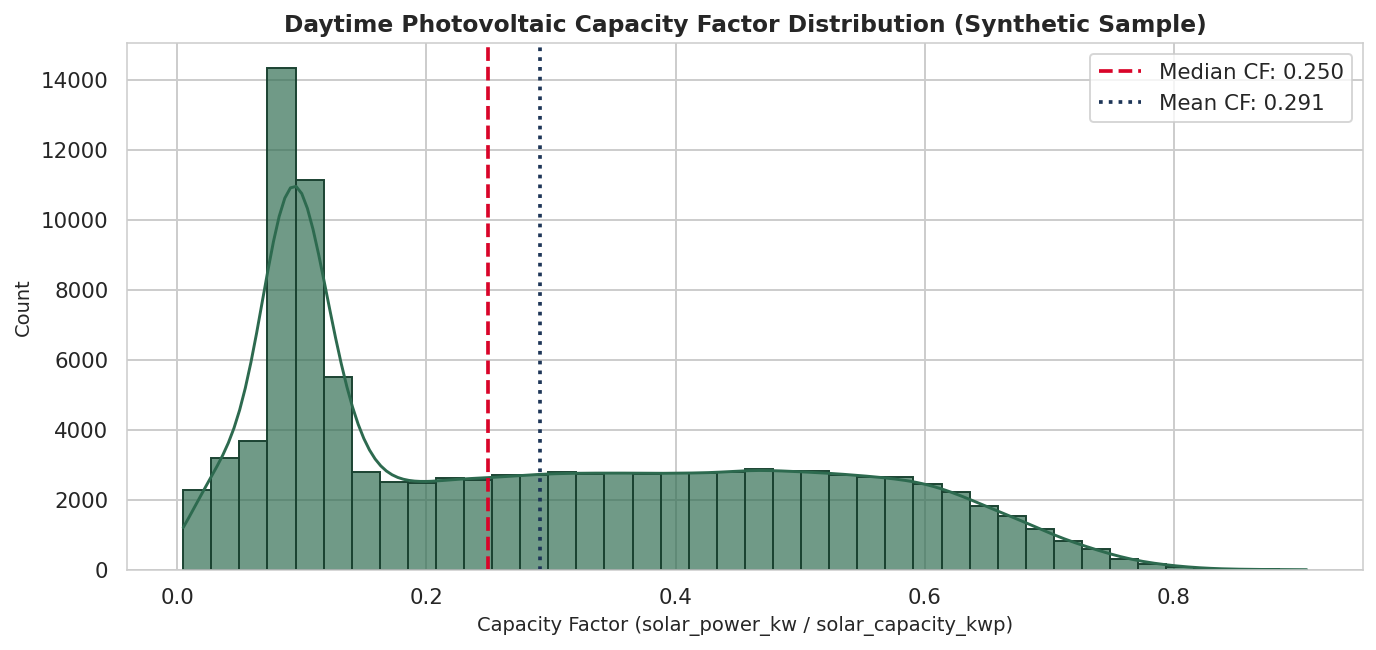 Daytime Photovoltaic Capacity Factor Distribution (Synthetic Sample)
Median CF: 0.250
Mean CF: 0.291
Count
14000
12000
10000
8000
6000
4000
2000
0
0.0 0.2 0.4 0.6 0.8
Capacity Factor (solar_power_kw / solar_capacity_kwp)